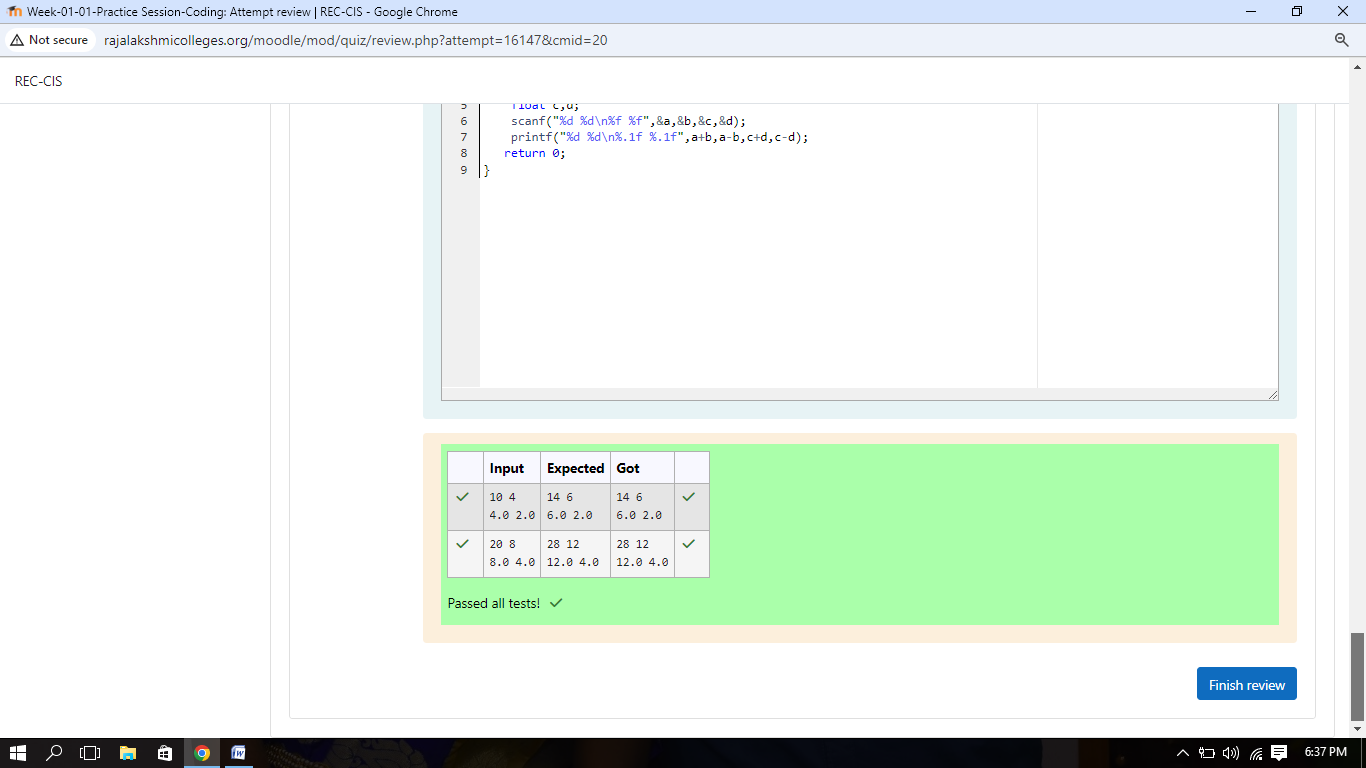 Week-01-01-Practice Session-Coding: Attempt review | REC-CIS - Google Chrome
Not secure rajalakshmicolleges.org/moodle/mod/quiz/review.php?attempt=16147&cmid=20
REC-CIS
5 float c,d;
6 scanf("%d %d\n%f %f",&a,&b,&c,&d);
7 printf("%d %d\n%.1f %.1f",a+b,a-b,c+d,c-d);
8 return 0;
9 }
Input Expected Got
10 4 14 6 14 6
4.0 2.0 6.0 2.0 6.0 2.0
20 8 28 12 28 12
8.0 4.0 12.0 4.0 12.0 4.0
Passed all tests!
Finish review
6:37 PM